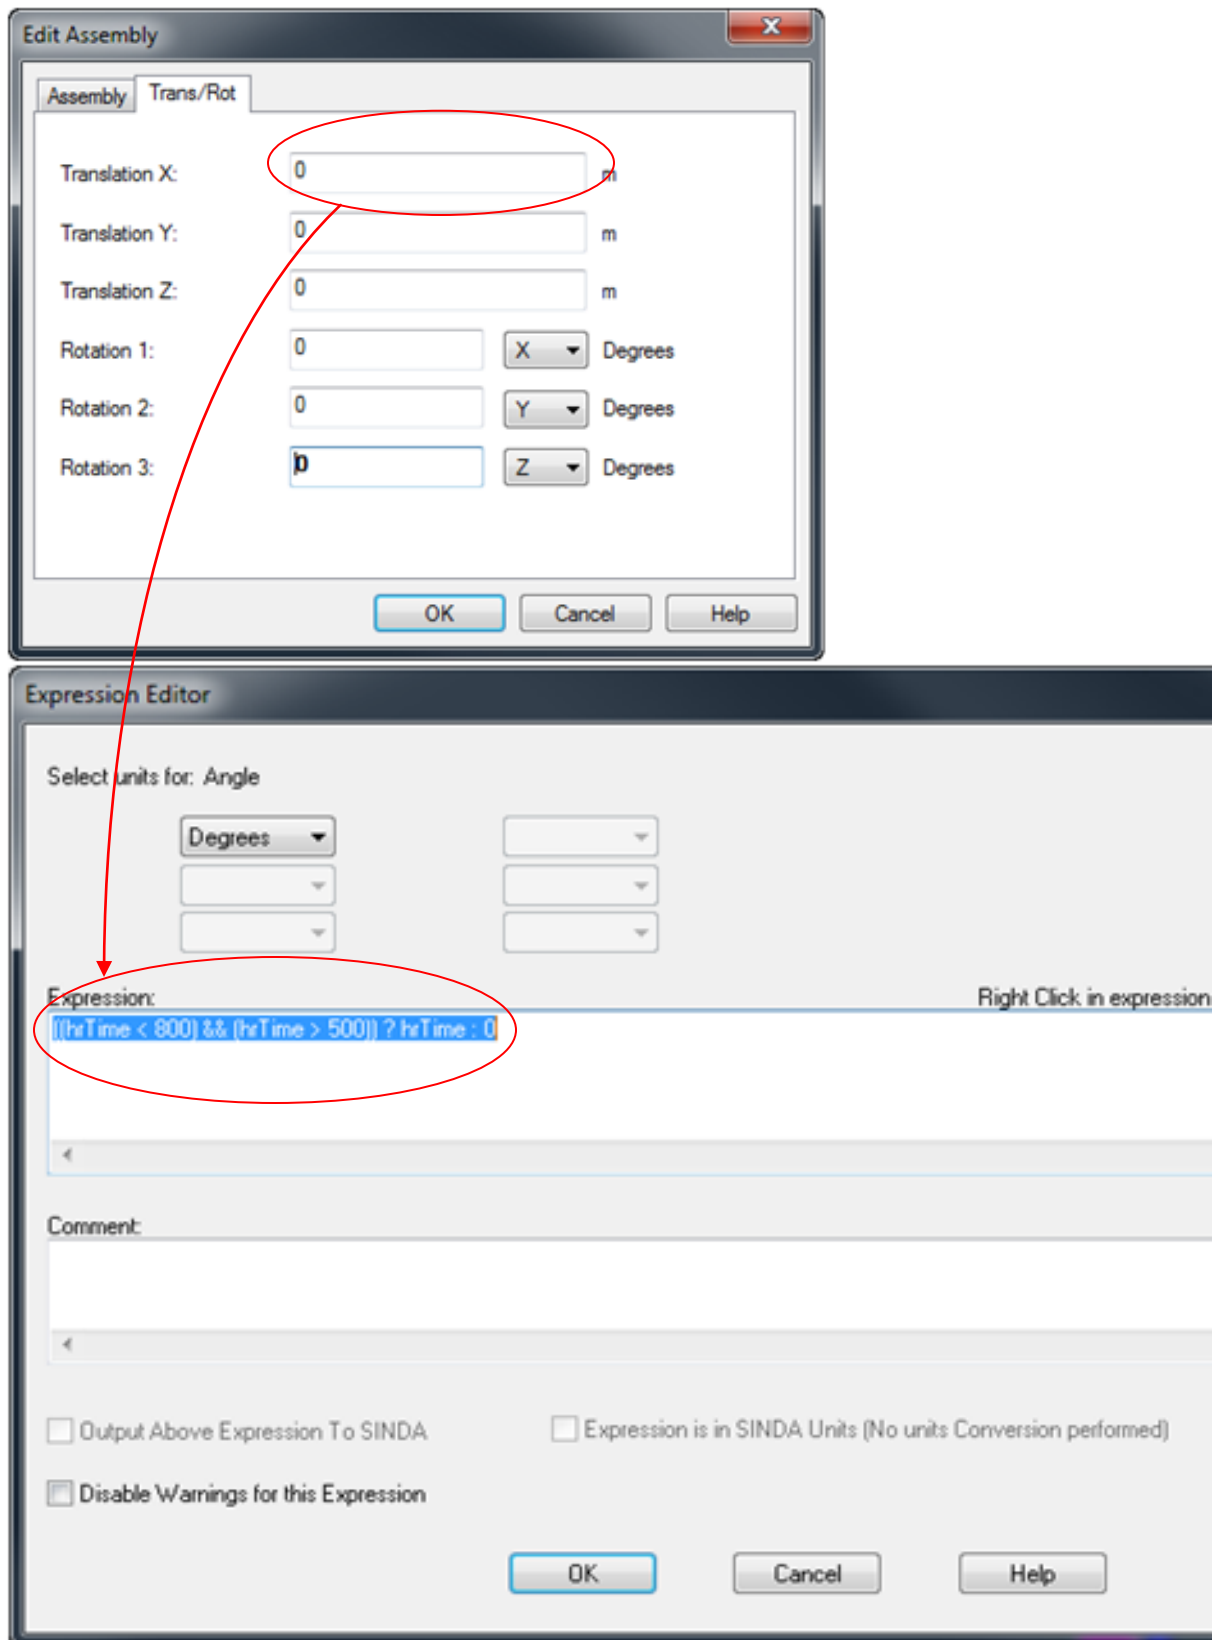 Edit Assembly
Assembly Trans/Rot
Translation X: 0 m
Translation Y: 0 m
Translation Z: 0 m
Rotation 1: 0 X Degrees
Rotation 2: 0 Y Degrees
Rotation 3: 0 Z Degrees
OK Cancel Help
Expression Editor
Select units for: Angle
Degrees
Expression: Right Click in expression
((hrTime < 800) && (hrTime > 500)) ? hrTime : 0
Comment:
Output Above Expression To SINDA Expression is in SINDA Units (No units Conversion performed)
Disable Warnings for this Expression
OK Cancel Help